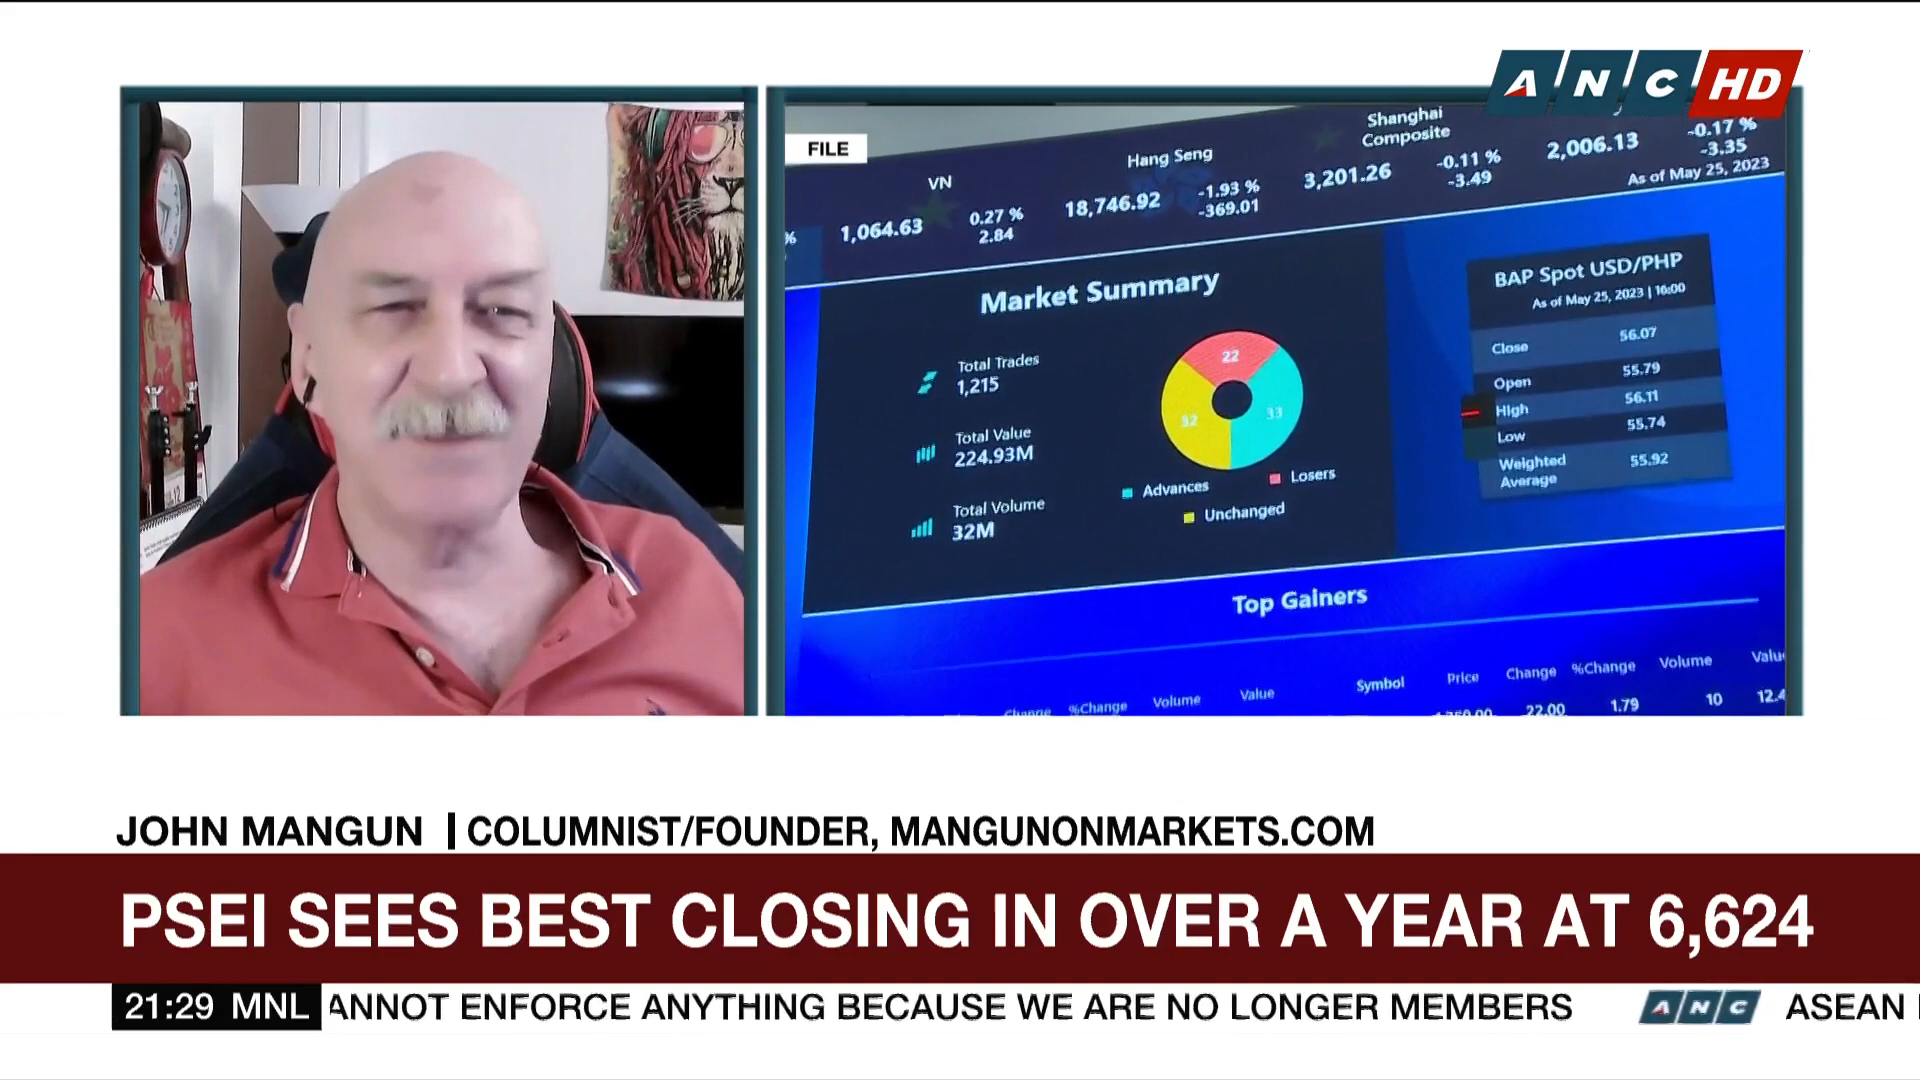 ANC HD
FILE
VN
1,064.63
0.27 %
2.84
Hang Seng
18,746.92
-1.93 %
-369.01
Shanghai
Composite
3,201.26
-0.11 %
-3.49
2,006.13
-0.17 %
-3.35
As of May 25, 2023
%
Market Summary
Total Trades
1,215
Total Value
224.93M
Total Volume
32M
22
33
32
Advances
Losers
Unchanged
BAP Spot USD/PHP
As of May 25, 2023 | 16:00
Close 56.07
Open 55.79
High 56.11
Low 55.74
Weighted
Average 55.92
Top Gainers
Change %Change Volume Value Symbol Price Change %Change Volume
22.00 1.79 10
JOHN MANGUN | COLUMNIST/FOUNDER, MANGUNONMARKETS.COM
PSEI SEES BEST CLOSING IN OVER A YEAR AT 6,624
21:29 MNL ANNOT ENFORCE ANYTHING BECAUSE WE ARE NO LONGER MEMBERS ANC ASEAN